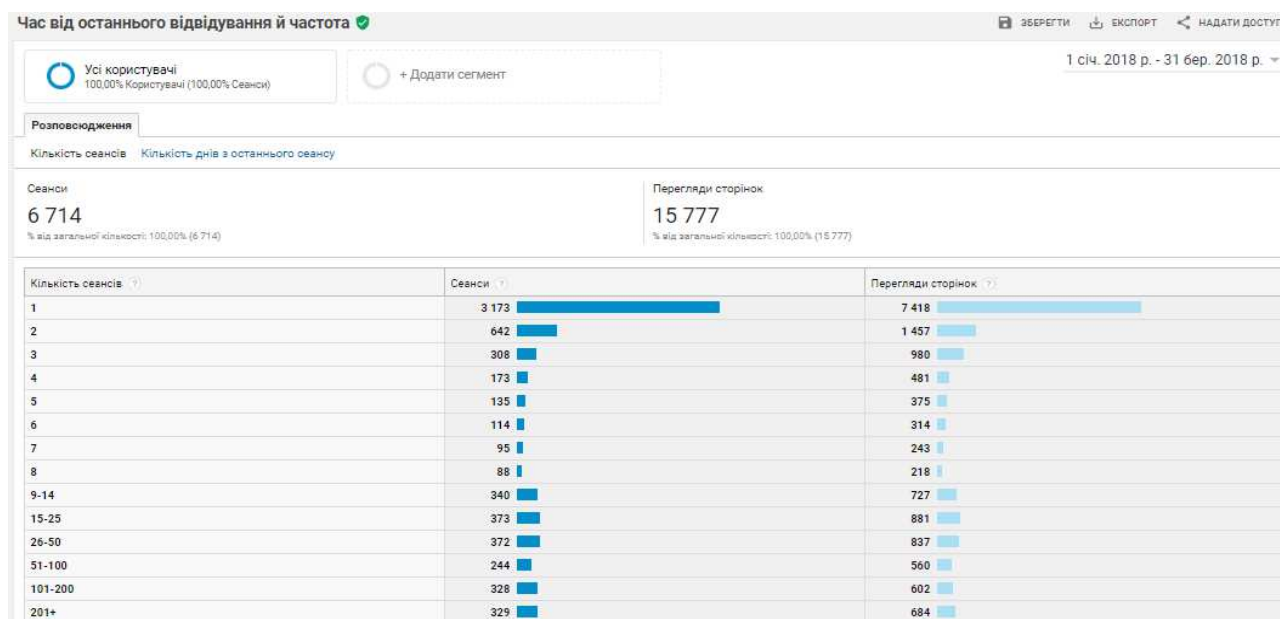 Час від останнього відвідування й частота
ЗБЕРЕГТИ ЕКСПОРТ НАДАТИ ДОСТУП
Усі користувачі
100,00% Користувачі (100,00% Сеанси)
+ Додати сегмент
1 січ. 2018 р. - 31 бер. 2018 р.
Розповсюдження
Кількість сеансів Кількість днів з останнього сеансу
Сеанси Перегляди сторінок
6 714 15 777
% від загальної кількості: 100,00% (6 714) % від загальної кількості: 100,00% (15 777)
Кількість сеансів ? Сеанси ? Перегляди сторінок ?
1 3 173 7 418
2 642 1 457
3 308 980
4 173 481
5 135 375
6 114 314
7 95 243
8 88 218
9-14 340 727
15-25 373 881
26-50 372 837
51-100 244 560
101-200 328 602
201+ 329 684